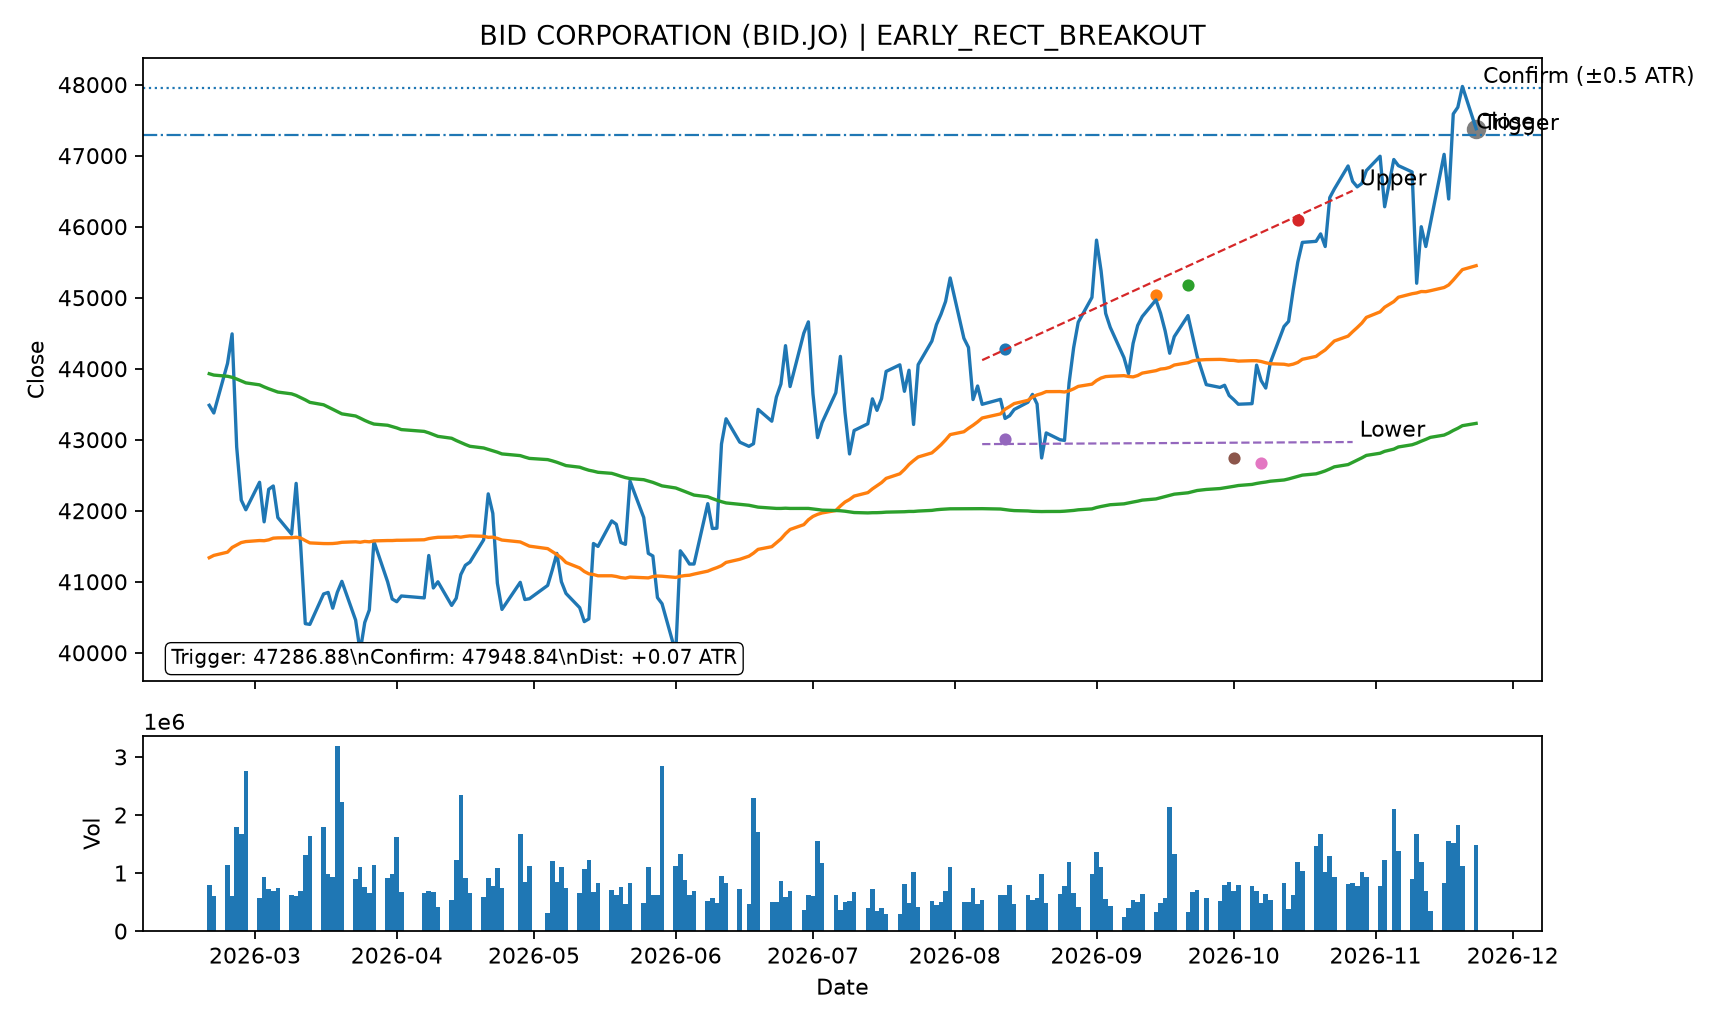 BID CORPORATION (BID.JO) | EARLY_RECT_BREAKOUT
Close
48000
47000
46000
45000
44000
43000
42000
41000
40000
Confirm (±0.5 ATR)
Close
Trigger
Upper
Lower
Trigger: 47286.88\nConfirm: 47948.84\nDist: +0.07 ATR
1e6
Vol
3
2
1
0
2026-03
2026-04
2026-05
2026-06
2026-07
2026-08
2026-09
2026-10
2026-11
2026-12
Date